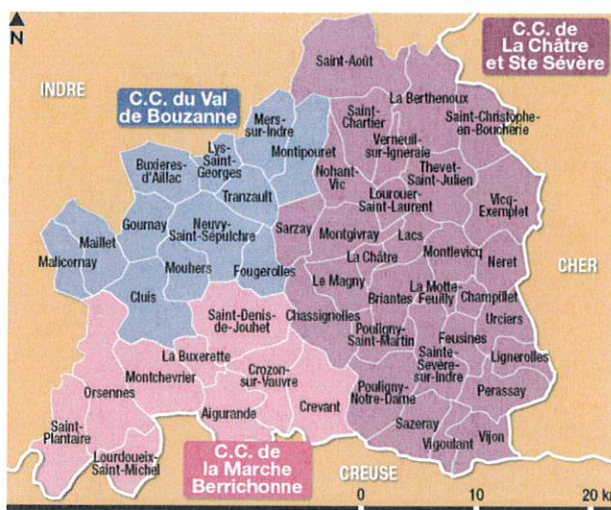 N
C.C. de
La Châtre
et Ste Sévère
INDRE
C.C. du Val
de Bouzanne
Saint-Août
La Berthenoux
Mers-
sur-Indre
Saint-
Chartier
Saint-Christophe-
en-Boucherie
Lys-
Saint-
Georges
Montipouret
Verneuil-
sur-Igneraie
Buxieres-
d'Aillac
Nohant-
Vic
Thevet-
Saint-Julien
Tranzault
Lourouer-
Saint-Laurent
Vicq-
Exemplet
Gournay
Neuvy-
Saint-Sépulchre
Sarzay
Montgivray
Lacs
Maillet
Malicornay
Mouhers
Fougerolles
La Châtre
Montlevicq
Neret
CHER
Cluis
Le Magny
Briantes
La Motte-
Feuilly
Champillet
Saint-Denis-
de-Jouhet
Chassignolles
Pouligny-
Saint-Martin
Feusines
Urciers
La Buxerette
Sainte-
Sevère-
sur-Indre
Lignerolles
Montchevrier
Crozon-
sur-Vauvre
Pouligny-
Notre-Dame
Perassay
Orsennes
Aigurande
Crevant
Saint-
Plantaire
Sazeray
Vijon
Vigoulant
Lourdoueix-
Saint-Michel
C.C. de
la Marche
Berrichonne
CREUSE
0 10 20 km